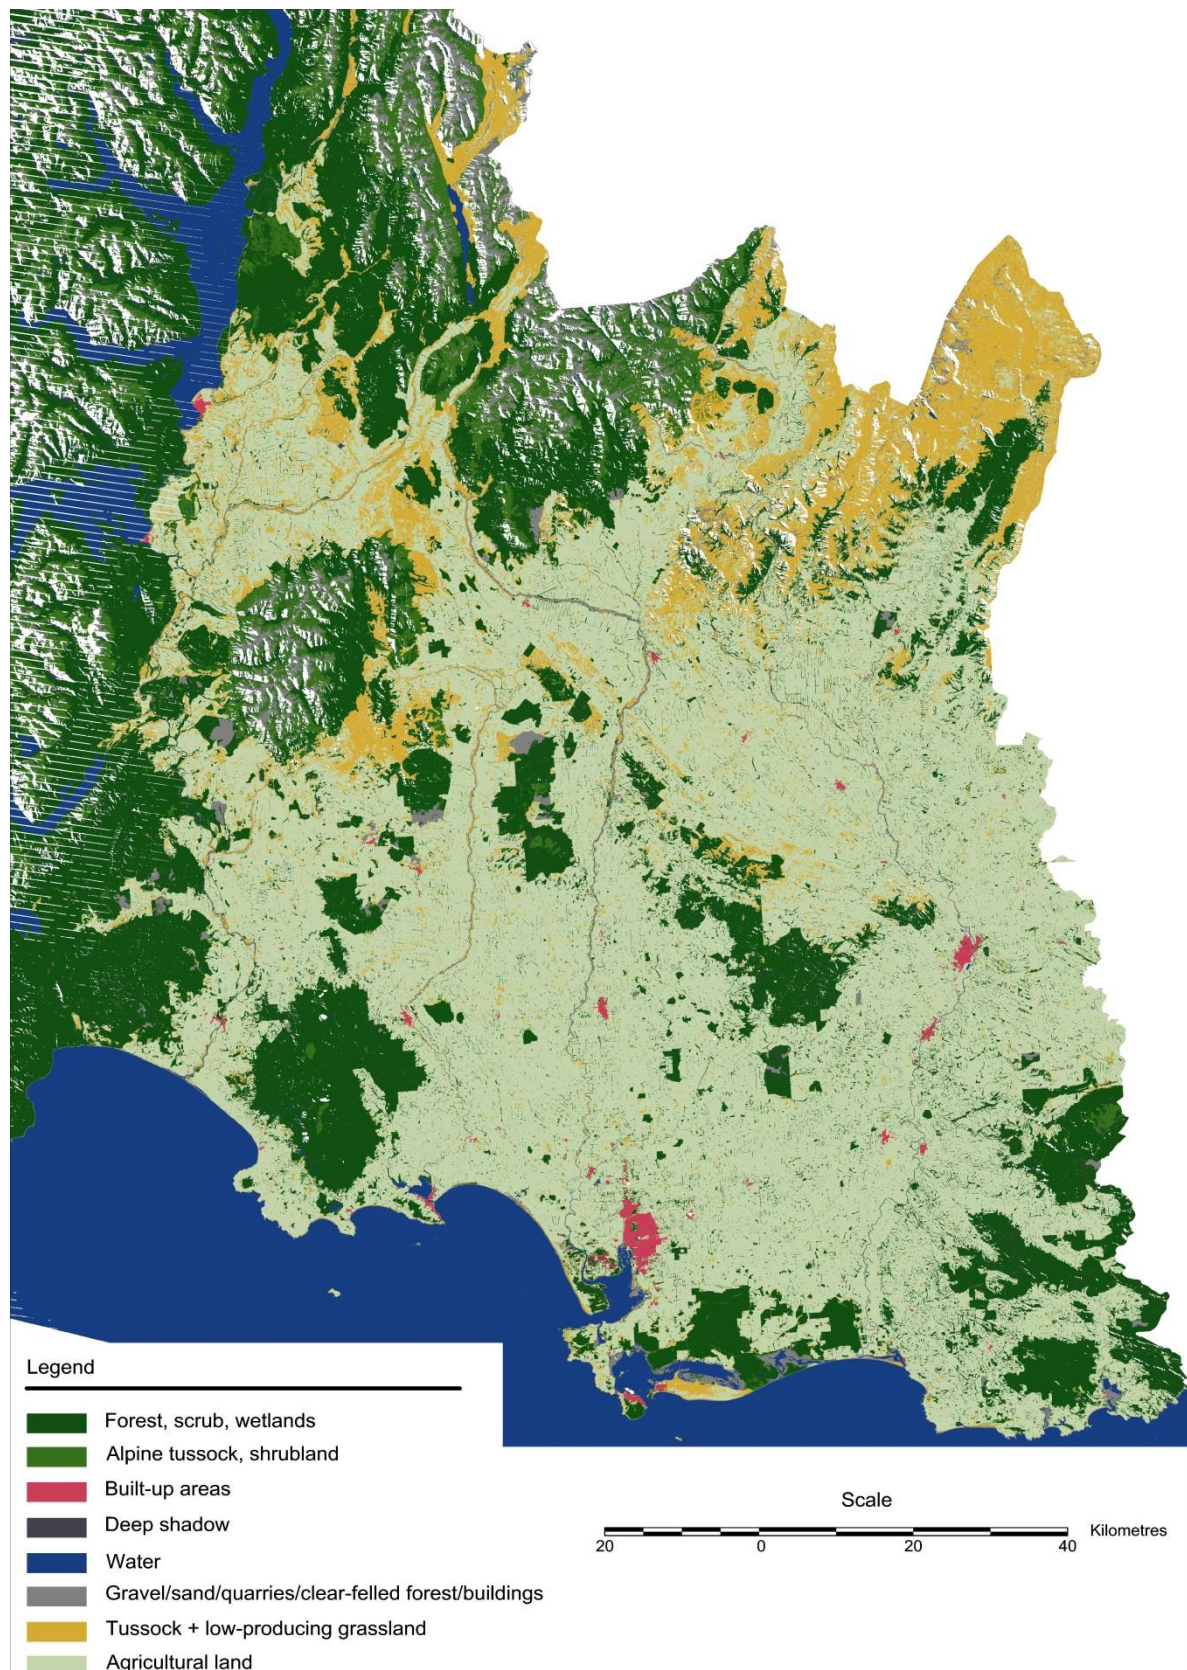 Legend
Forest, scrub, wetlands
Alpine tussock, shrubland
Built-up areas
Deep shadow
Water
Gravel/sand/quarries/clear-felled forest/buildings
Tussock + low-producing grassland
Agricultural land
Scale
Kilometres
20 0 20 40